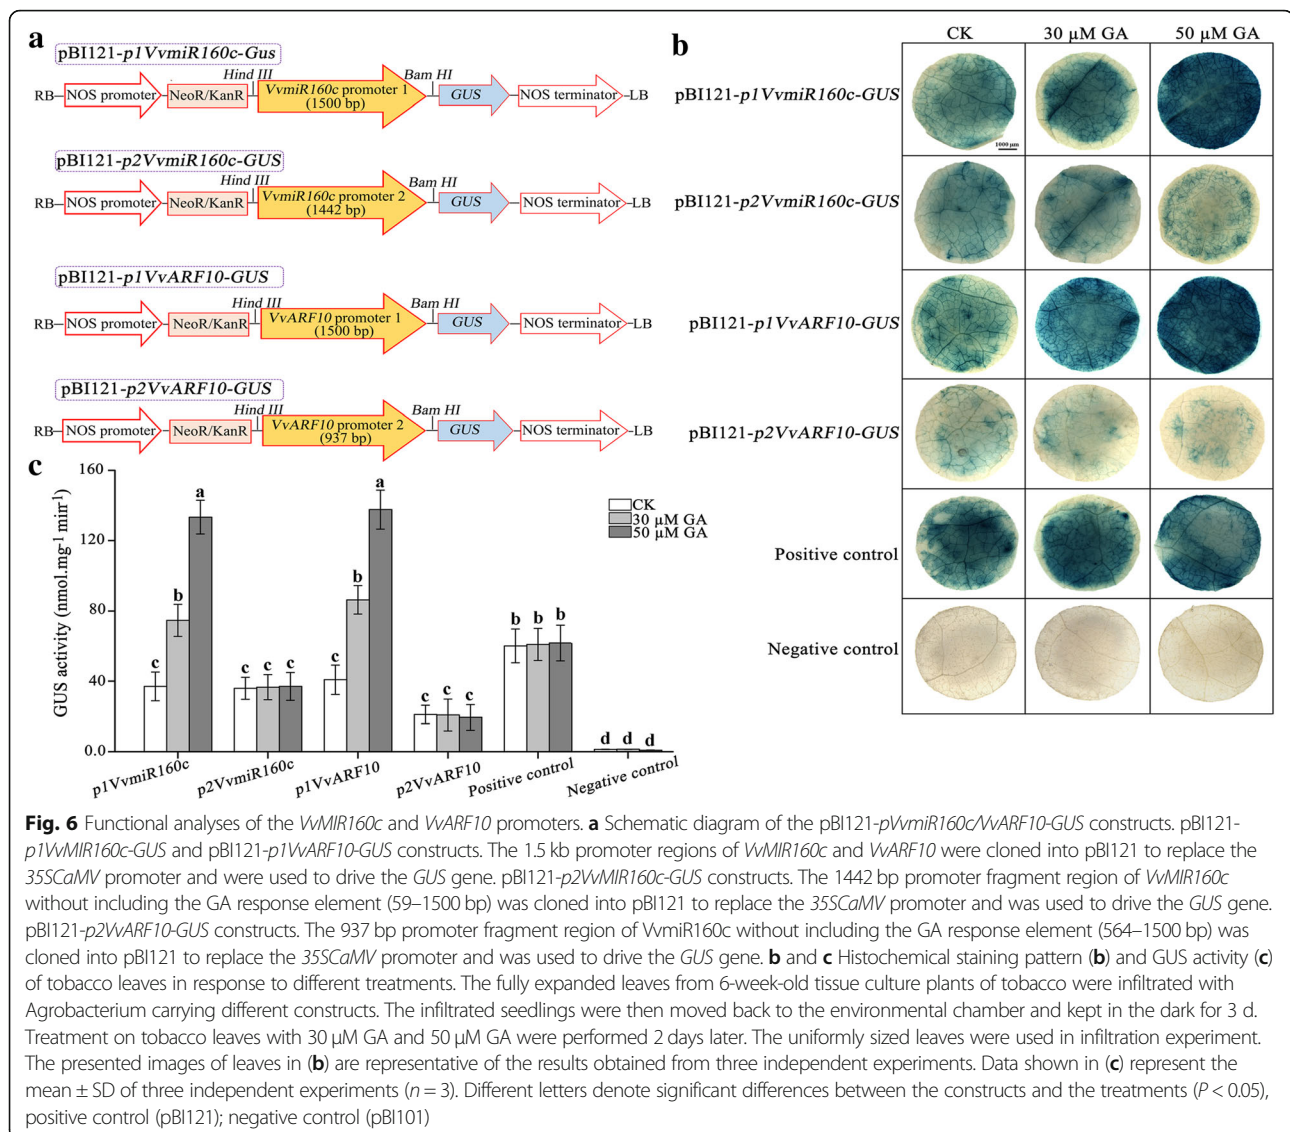 a
pBI121-p1VvmiR160c-Gus
Hind III
Bam HI
RB
NOS promoter
NeoR/KanR
VvmiR160c promoter 1
(1500 bp)
GUS
NOS terminator
LB
pBI121-p2VvmiR160c-GUS
Hind III
Bam HI
RB
NOS promoter
NeoR/KanR
VvmiR160c promoter 2
(1442 bp)
GUS
NOS terminator
LB
pBI121-p1VvARF10-GUS
Hind III
Bam HI
RB
NOS promoter
NeoR/KanR
VvARF10 promoter 1
(1500 bp)
GUS
NOS terminator
LB
pBI121-p2VvARF10-GUS
Hind III
Bam HI
RB
NOS promoter
NeoR/KanR
VvARF10 promoter 2
(937 bp)
GUS
NOS terminator
LB
b
CK 30 µM GA 50 µM GA
pBI121-p1VvmiR160c-GUS
1000 µm
pBI121-p2VvmiR160c-GUS
pBI121-p1VvARF10-GUS
pBI121-p2VvARF10-GUS
Positive control
Negative control
c
GUS activity (nmol.mg-1 min-1)
160
120
80
40
0.0
CK
30 µM GA
50 µM GA
c b a
c c c
c b a
c c c
b b b
d d d
p1VvmiR160c
p2VvmiR160c
p1VvARF10
p2VvARF10
Positive control
Negative control
Fig. 6 Functional analyses of the VvMIR160c and VvARF10 promoters. a Schematic diagram of the pBI121-pVvmiR160c/VvARF10-GUS constructs. pBI121-
p1VvMIR160c-GUS and pBI121-p1VvARF10-GUS constructs. The 1.5 kb promoter regions of VvMIR160c and VvARF10 were cloned into pBI121 to replace the
35SCaMV promoter and were used to drive the GUS gene. pBI121-p2VvMIR160c-GUS constructs. The 1442 bp promoter fragment region of VvMIR160c
without including the GA response element (59–1500 bp) was cloned into pBI121 to replace the 35SCaMV promoter and was used to drive the GUS gene.
pBI121-p2VvARF10-GUS constructs. The 937 bp promoter fragment region of VvmiR160c without including the GA response element (564–1500 bp) was
cloned into pBI121 to replace the 35SCaMV promoter and was used to drive the GUS gene. b and c Histochemical staining pattern (b) and GUS activity (c)
of tobacco leaves in response to different treatments. The fully expanded leaves from 6-week-old tissue culture plants of tobacco were infiltrated with
Agrobacterium carrying different constructs. The infiltrated seedlings were then moved back to the environmental chamber and kept in the dark for 3 d.
Treatment on tobacco leaves with 30 µM GA and 50 µM GA were performed 2 days later. The uniformly sized leaves were used in infiltration experiment.
The presented images of leaves in (b) are representative of the results obtained from three independent experiments. Data shown in (c) represent the
mean ± SD of three independent experiments (n = 3). Different letters denote significant differences between the constructs and the treatments (P < 0.05),
positive control (pBI121); negative control (pBI101)